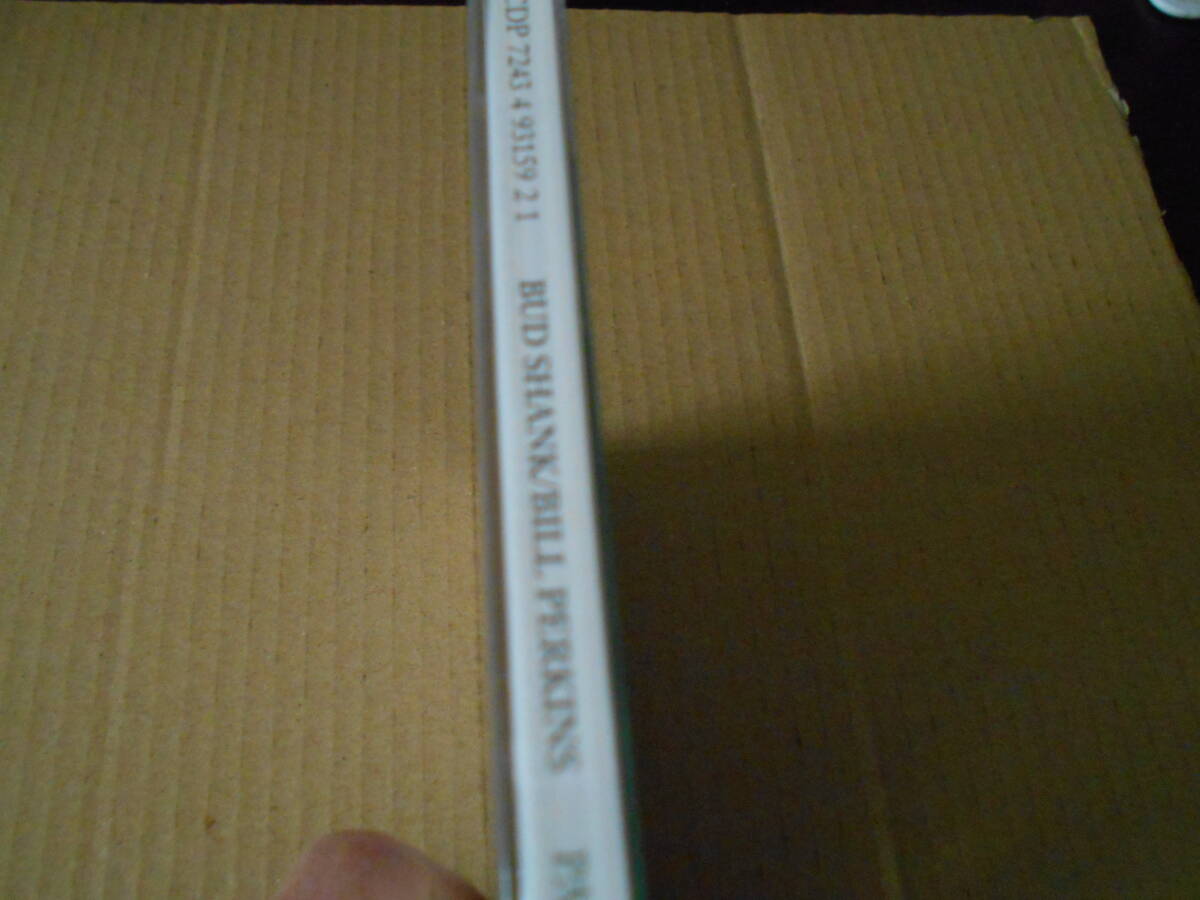 CDP 7243 4 93159 2 1 BUD SHANK/BILL PERKINS